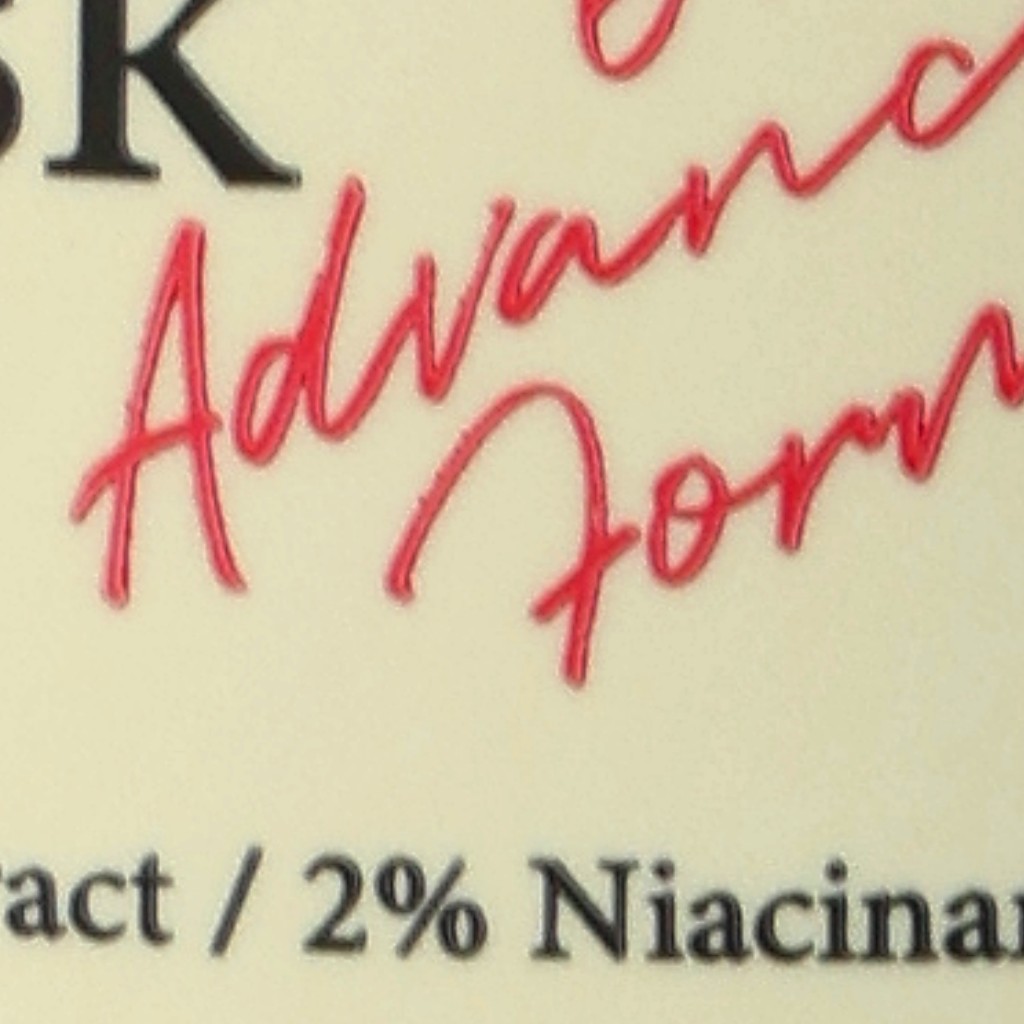 sk
Advanc
Form
ract / 2% Niacinar